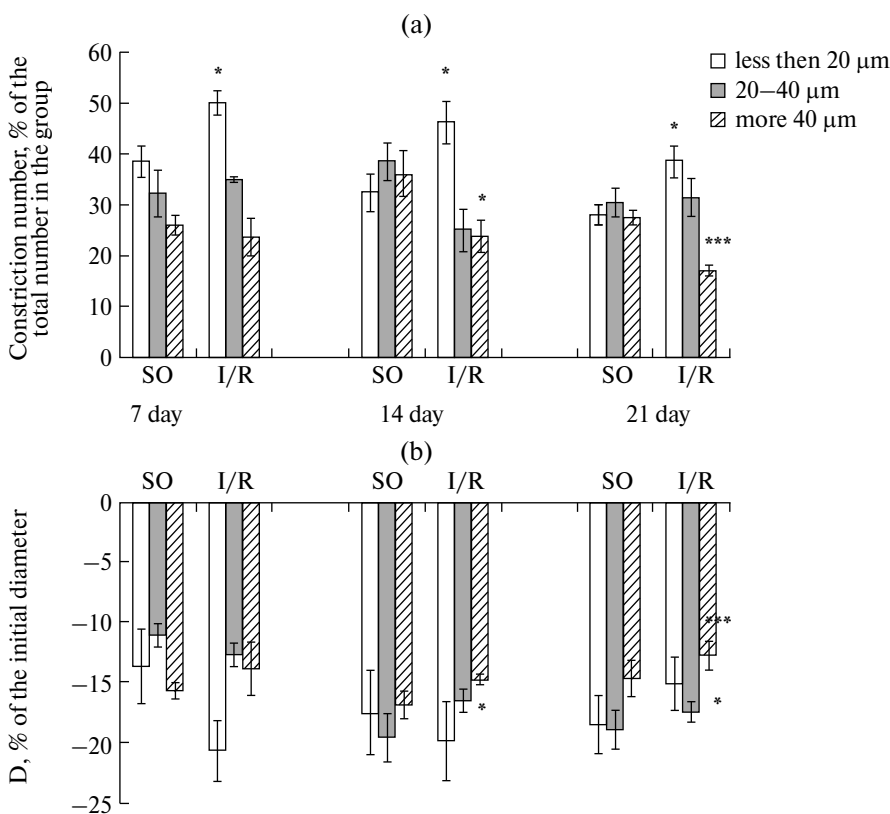 (a)
Constriction number, % of the
total number in the group
60
50
40
30
20
10
0
less then 20 μm
20–40 μm
more 40 μm
*
*
*
*
***
SO I/R SO I/R SO I/R
7 day 14 day 21 day
(b)
SO I/R SO I/R SO I/R
D, % of the initial diameter
0
−5
−10
−15
−20
−25
***
*
*